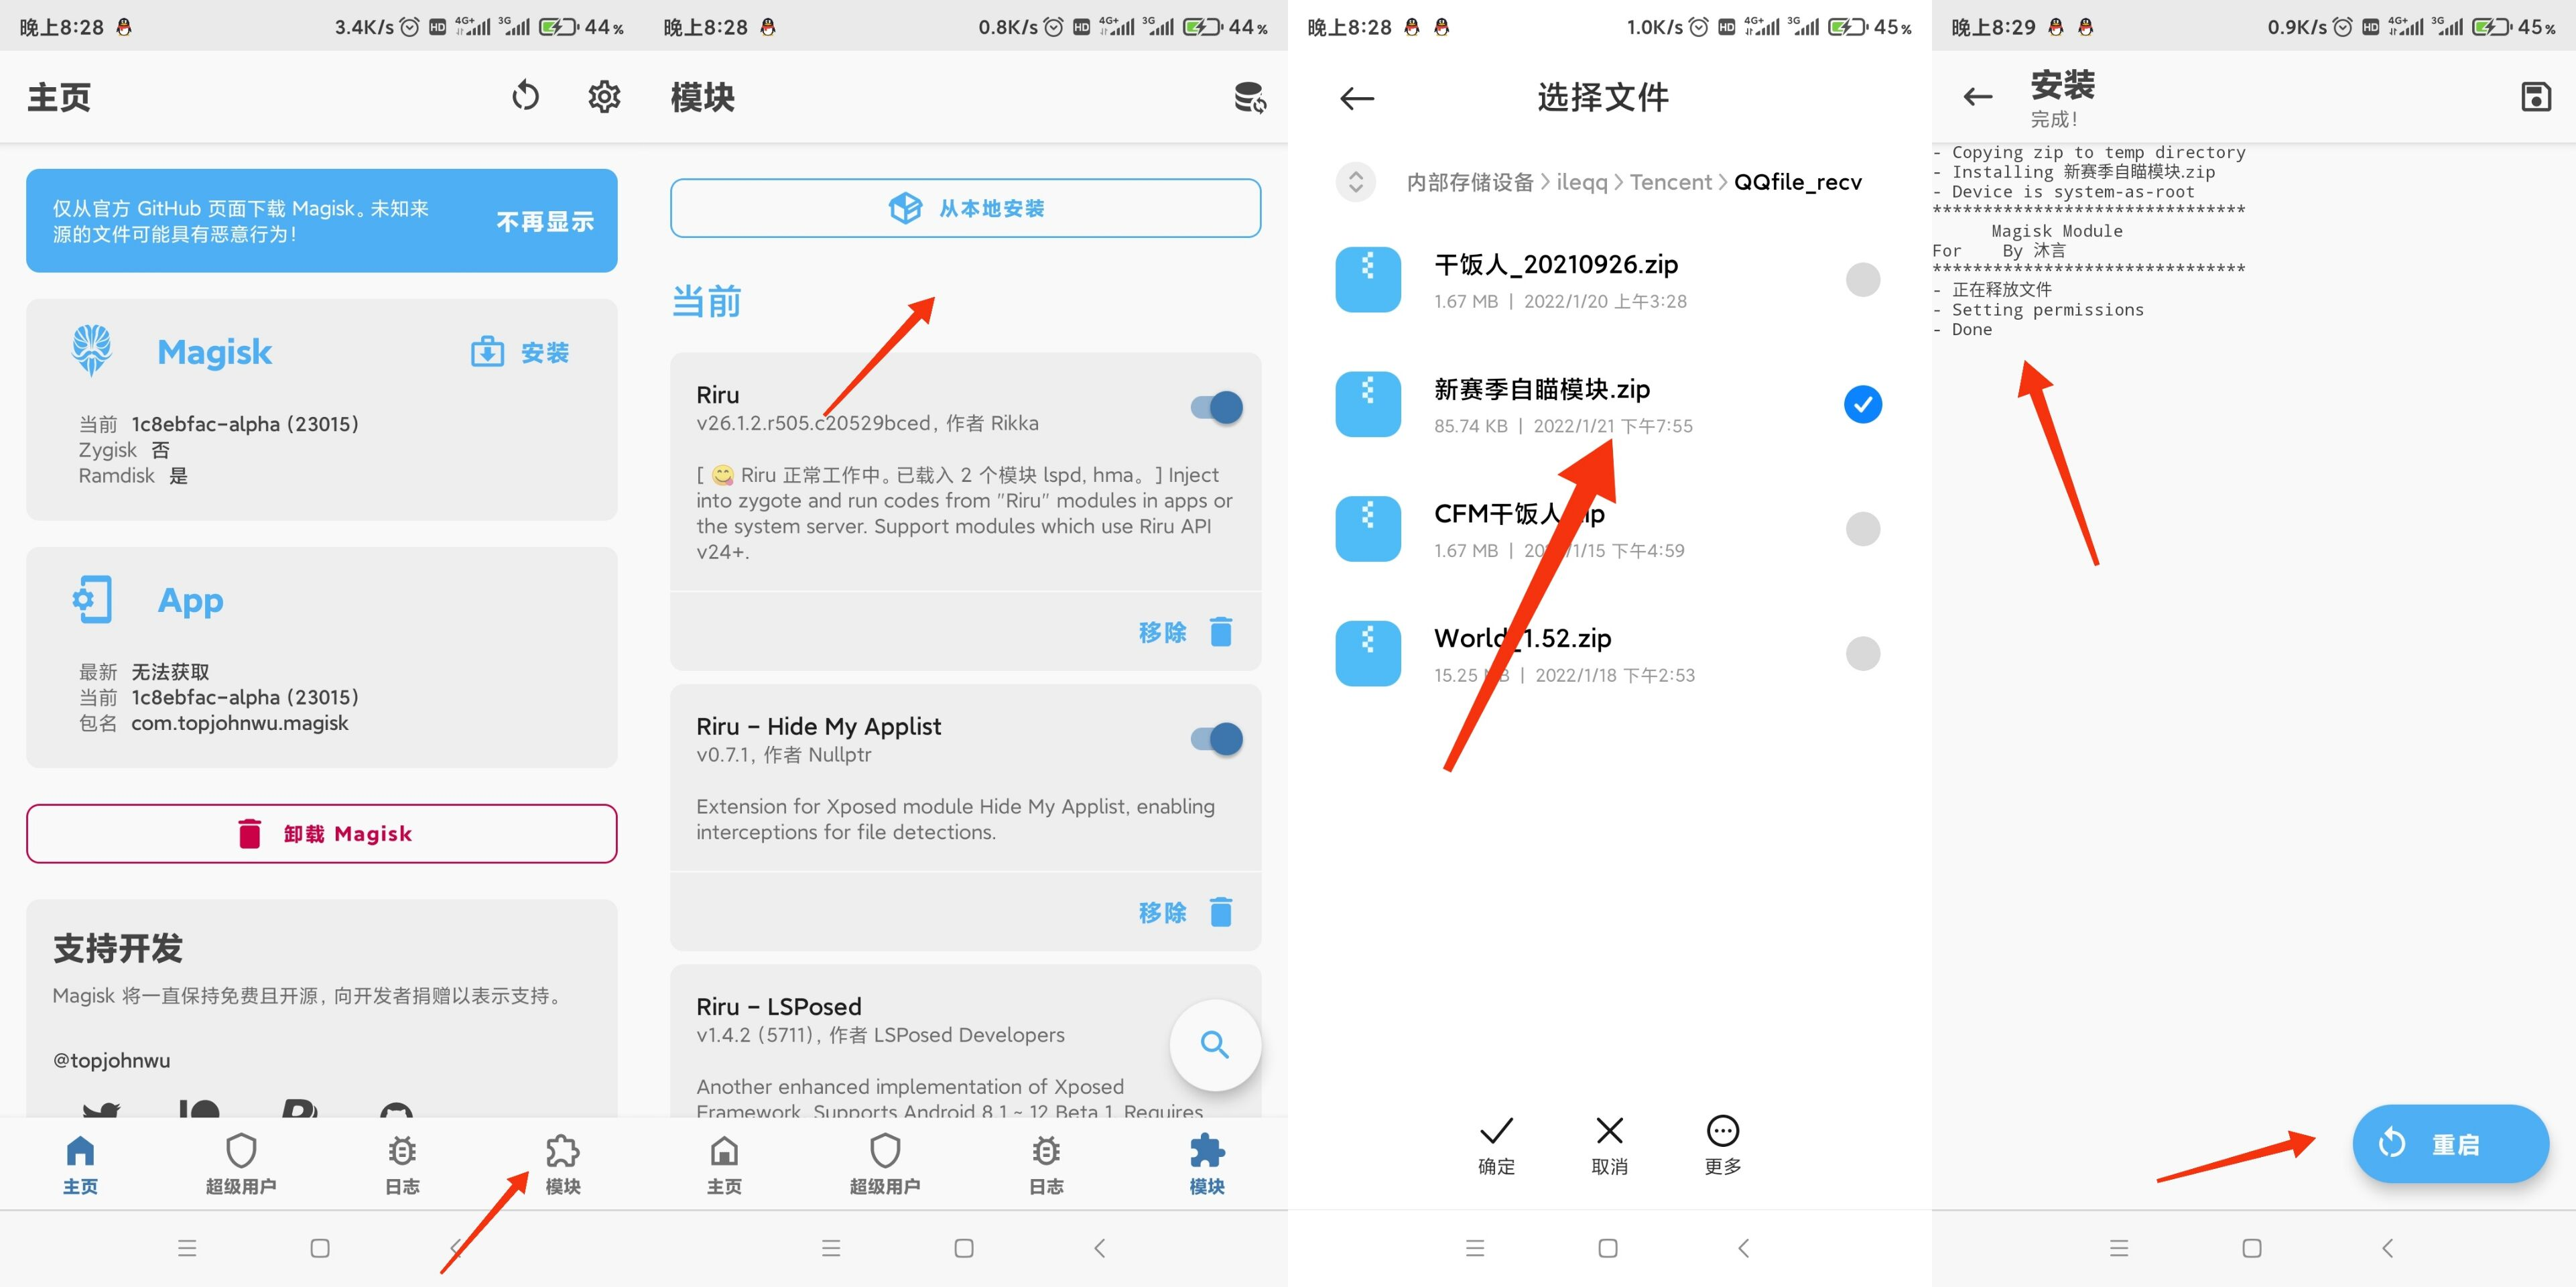 晚上8:28
3.4K/s HD 4G+ 3G 44%
主页
仅从官方 GitHub 页面下载 Magisk。未知来
源的文件可能具有恶意行为！
不再显示
Magisk
安装
当前 1c8ebfac-alpha (23015)
Zygisk 否
Ramdisk 是
App
最新 无法获取
当前 1c8ebfac-alpha (23015)
包名 com.topjohnwu.magisk
卸载 Magisk
支持开发
Magisk 将一直保持免费且开源，向开发者捐赠以表示支持。
@topjohnwu
主页
超级用户
日志
模块
晚上8:28
0.8K/s HD 4G+ 3G 44%
模块
从本地安装
当前
Riru
v26.1.2.r505.c20529bced, 作者 Rikka
[ 😋 Riru 正常工作中。已载入 2 个模块 lspd, hma。] Inject
into zygote and run codes from "Riru" modules in apps or
the system server. Support modules which use Riru API
v24+.
移除
Riru - Hide My Applist
v0.7.1, 作者 Nullptr
Extension for Xposed module Hide My Applist, enabling
interceptions for file detections.
移除
Riru - LSPosed
v1.4.2 (5711), 作者 LSPosed Developers
Another enhanced implementation of Xposed
Framework. Supports Android 8.1 ~ 12 Beta 1. Requires
主页
超级用户
日志
模块
晚上8:28
1.0K/s HD 4G+ 3G 45%
选择文件
内部存储设备 > ileqq > Tencent > QQfile_recv
干饭人_20210926.zip
1.67 MB | 2022/1/20 上午3:28
新赛季自瞄模块.zip
85.74 KB | 2022/1/21 下午7:55
CFM干饭人.zip
1.67 MB | 2022/1/15 下午4:59
World_1.52.zip
15.25 MB | 2022/1/18 下午2:53
确定
取消
更多
晚上8:29
0.9K/s HD 4G+ 3G 45%
安装
完成！
- Copying zip to temp directory
- Installing 新赛季自瞄模块.zip
- Device is system-as-root
*******************************
Magisk Module
For By 沐言
*******************************
- 正在释放文件
- Setting permissions
- Done
重启